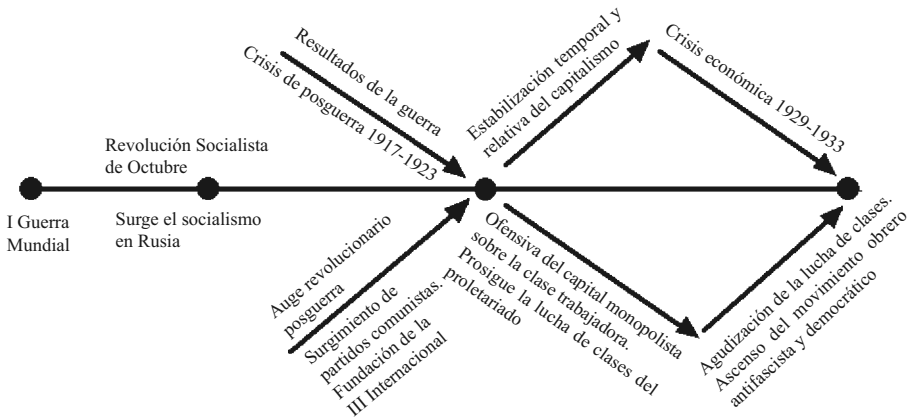 Resultados de la guerra
Crisis de posguerra 1917-1923
Estabilización temporal y
relativa del capitalismo
Crisis económica 1929-1933
Revolución Socialista
de Octubre
I Guerra
Mundial
Surge el socialismo
en Rusia
Auge revolucionario
posguerra
Surgimiento de
partidos comunistas.
Fundación de la
III Internacional
Ofensiva del capital monopolista
sobre la clase trabajadora.
Prosigue la lucha de clases del
proletariado
Agudización de la lucha de clases.
Ascenso del movimiento obrero
antifascista y democrático